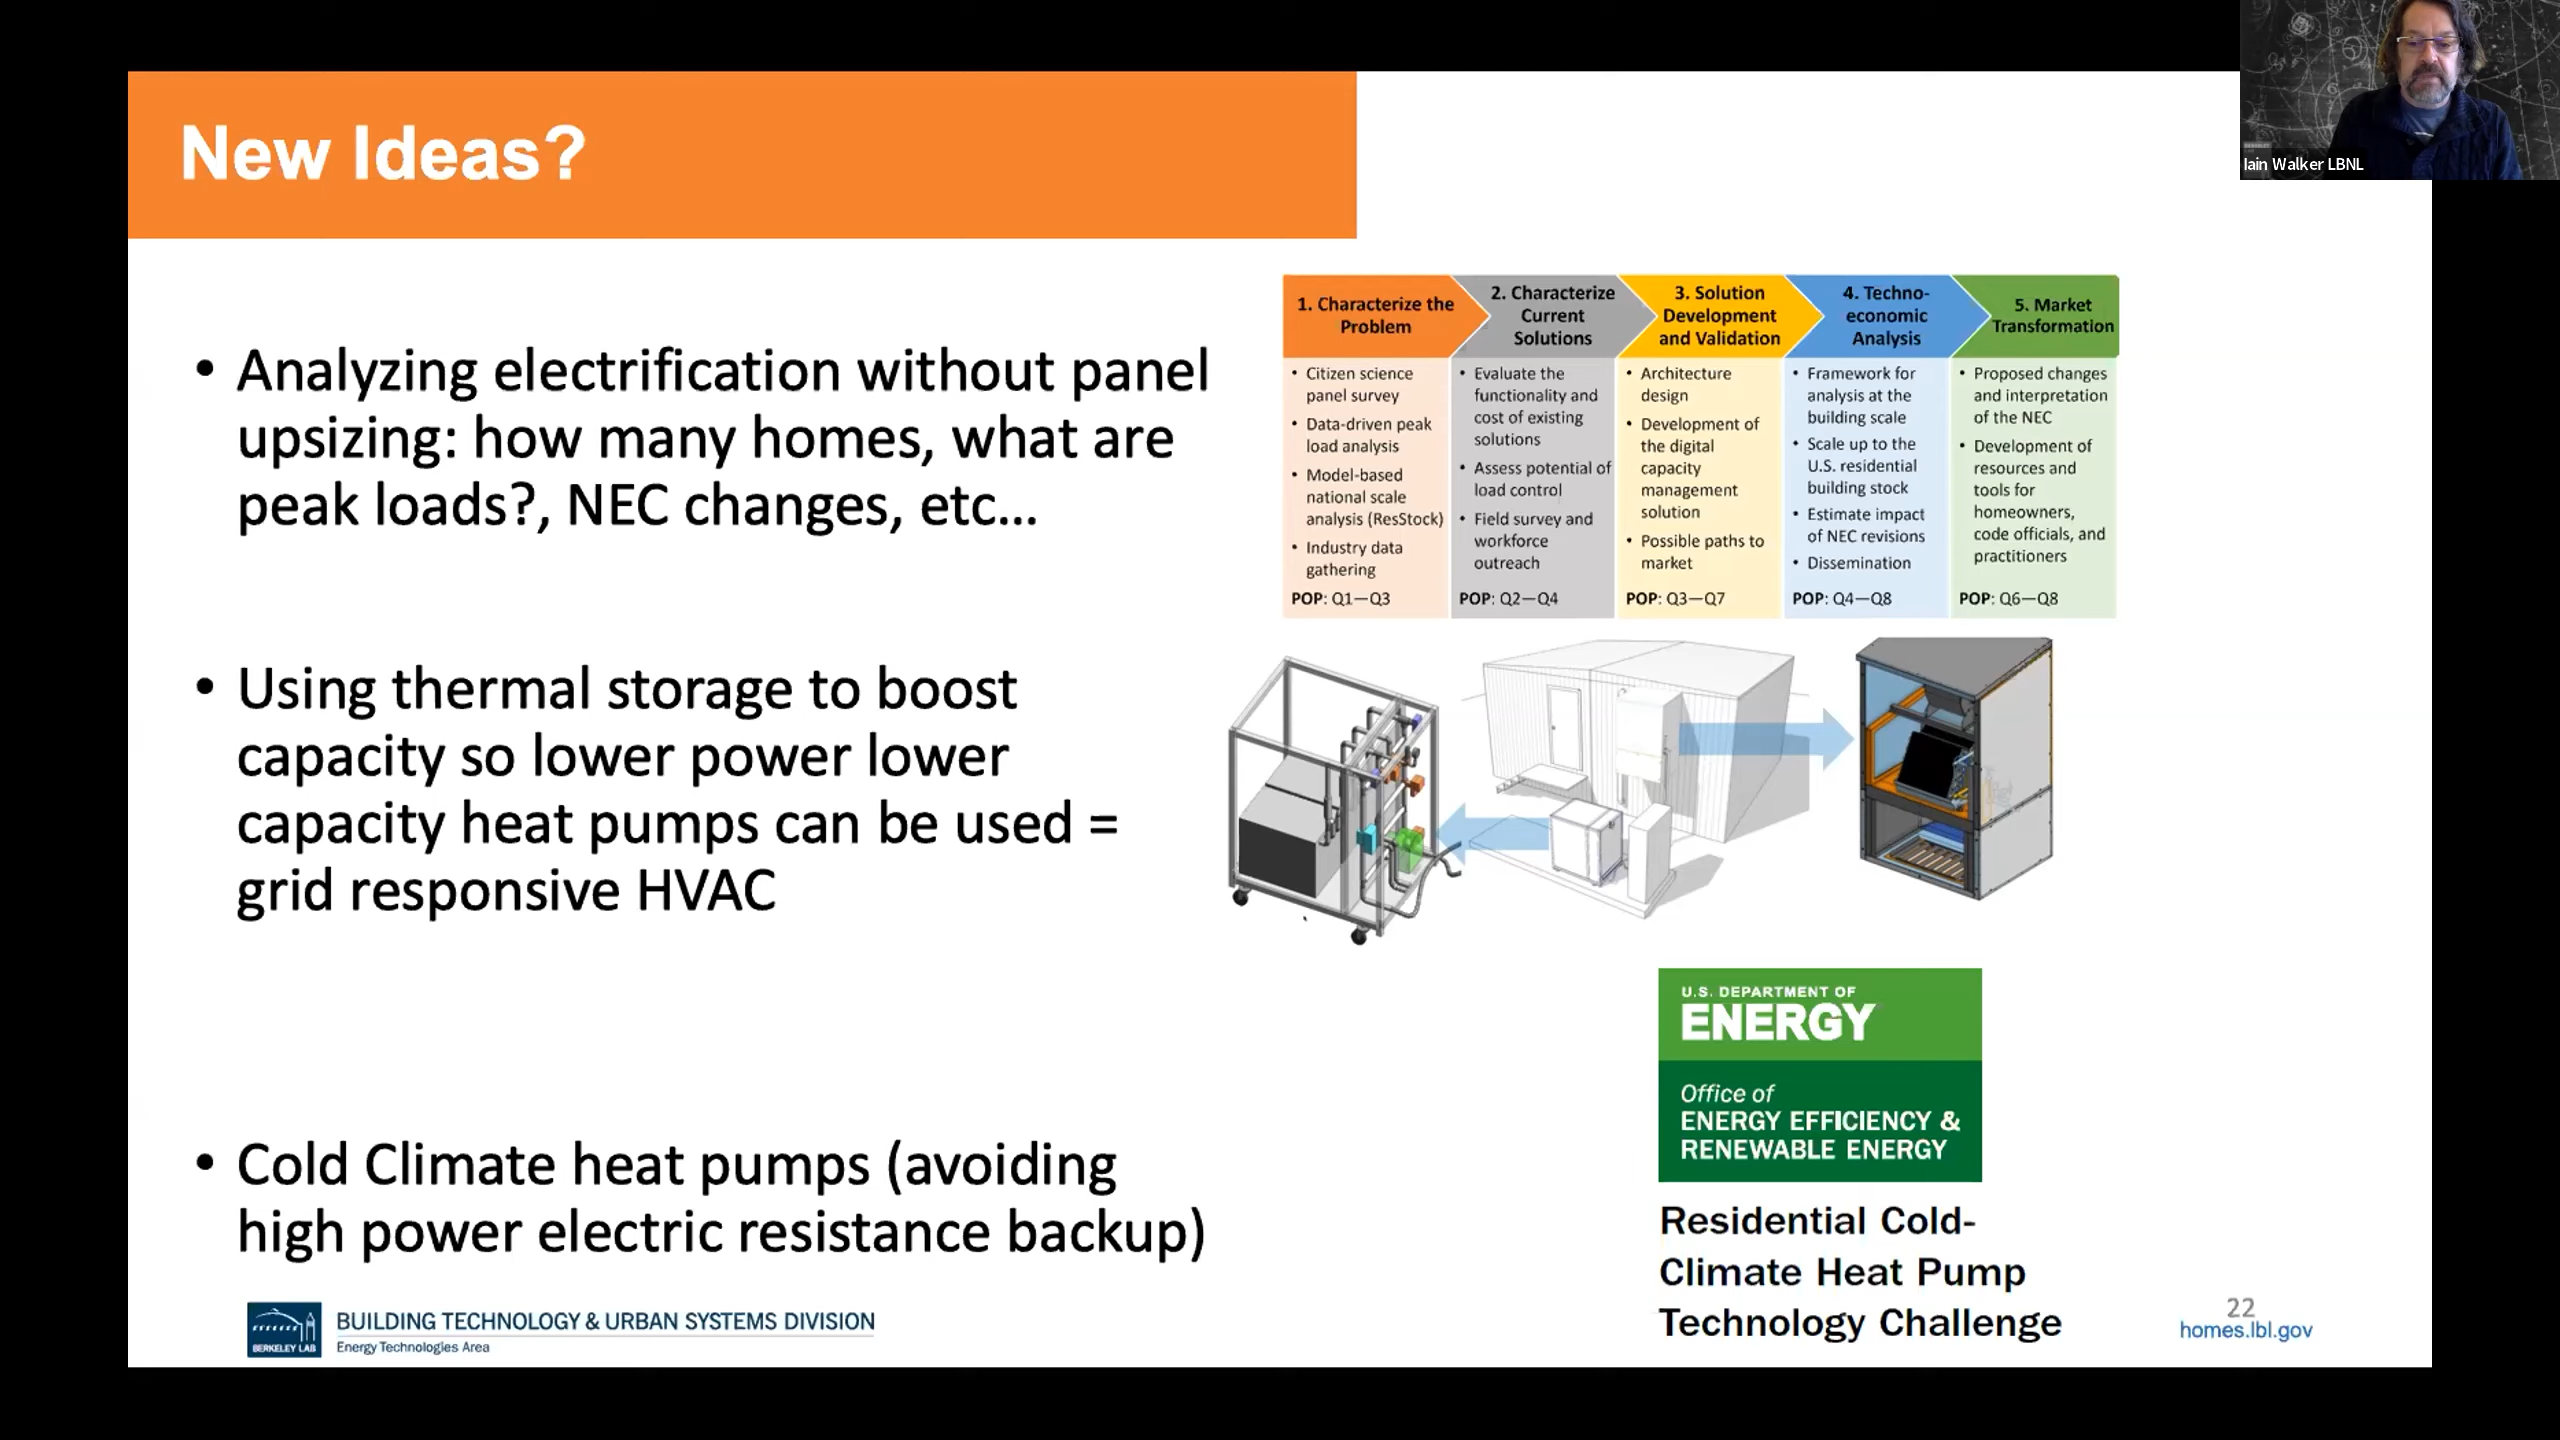 Iain Walker LBNL
New Ideas?
• Analyzing electrification without panel
upsizing: how many homes, what are
peak loads?, NEC changes, etc...
• Using thermal storage to boost
capacity so lower power lower
capacity heat pumps can be used =
grid responsive HVAC
• Cold Climate heat pumps (avoiding
high power electric resistance backup)
1. Characterize the
Problem
• Citizen science
panel survey
• Data-driven peak
load analysis
• Model-based
national scale
analysis (ResStock)
• Industry data
gathering
POP: Q1—Q3
2. Characterize
Current
Solutions
• Evaluate the
functionality and
cost of existing
solutions
• Assess potential of
load control
• Field survey and
workforce
outreach
POP: Q2—Q4
3. Solution
Development
and Validation
• Architecture
design
• Development of
the digital
capacity
management
solution
• Possible paths to
market
POP: Q3—Q7
4. Techno-
economic
Analysis
• Framework for
analysis at the
building scale
• Scale up to the
U.S. residential
building stock
• Estimate impact
of NEC revisions
• Dissemination
POP: Q4—Q8
5. Market
Transformation
• Proposed changes
and interpretation
of the NEC
• Development of
resources and
tools for
homeowners,
code officials, and
practitioners
POP: Q6—Q8
U.S. DEPARTMENT OF
ENERGY
Office of
ENERGY EFFICIENCY &
RENEWABLE ENERGY
Residential Cold-
Climate Heat Pump
Technology Challenge
BERKELEY LAB
BUILDING TECHNOLOGY & URBAN SYSTEMS DIVISION
Energy Technologies Area
22
homes.lbl.gov